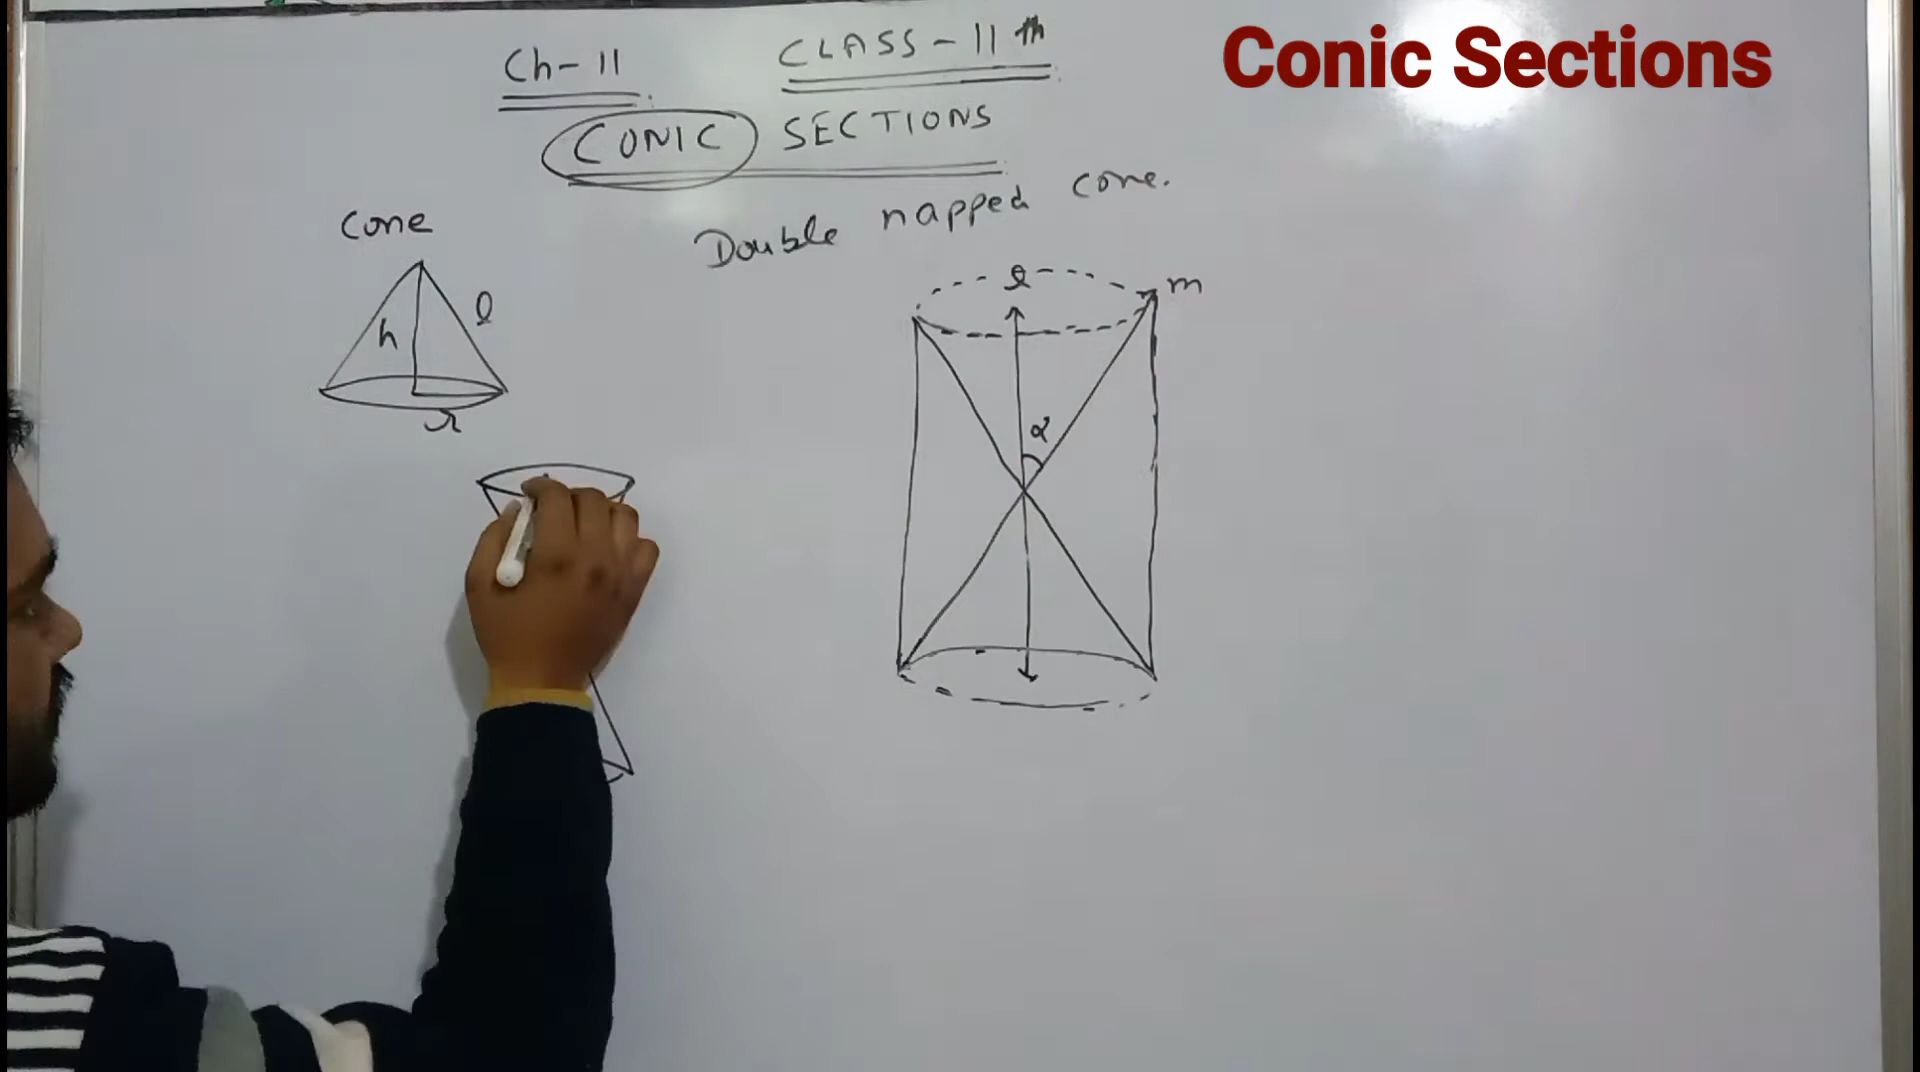 Conic Sections
Ch-11 CLASS-11th
CONIC SECTIONS
Double napped cone.
cone
h
l
r
l
m
α